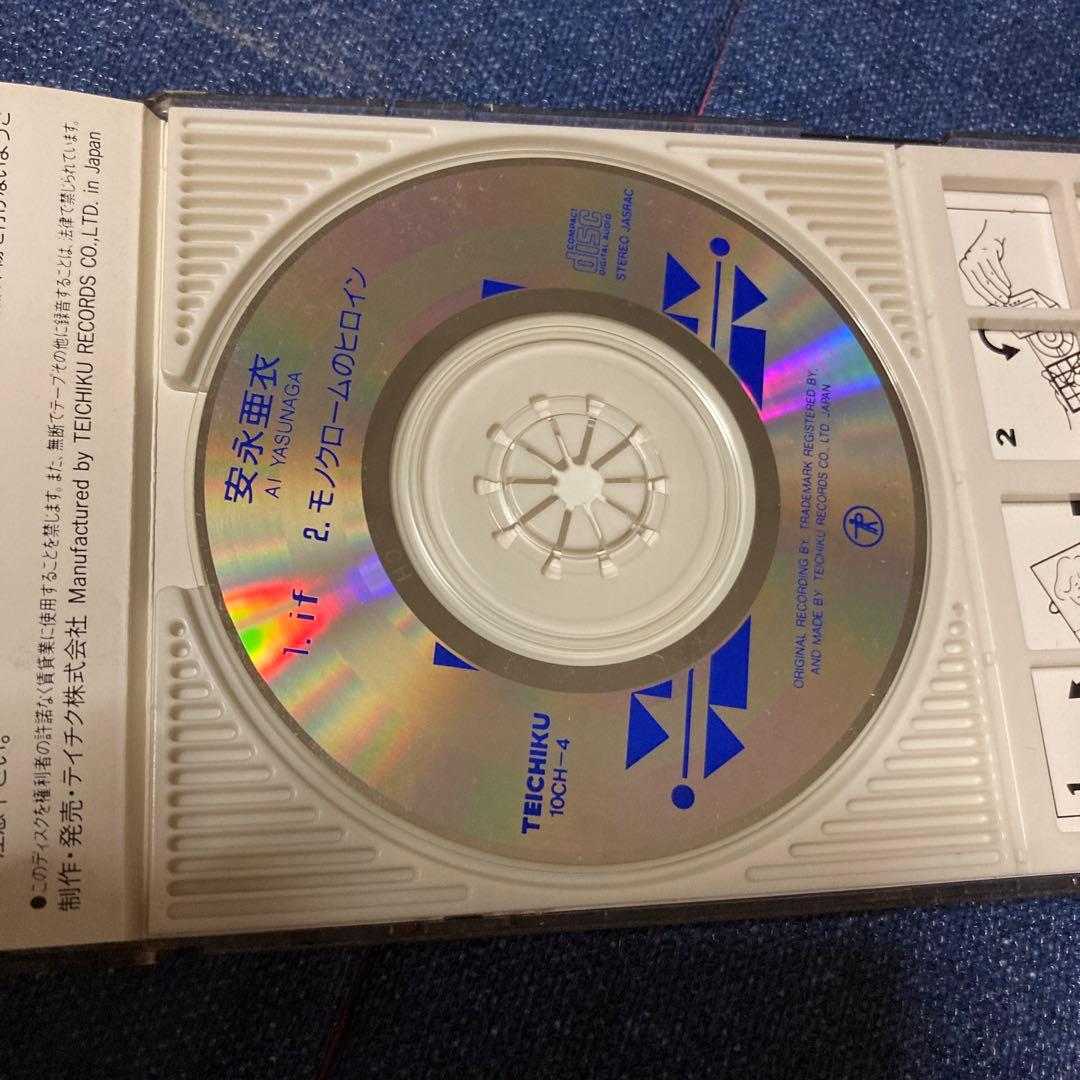 安永亜衣
AI YASUNAGA
1. if
2. モノクロームのヒロイン
COMPACT
disc
DIGITAL AUDIO
STEREO JASRAC
TEICHIKU
10CH-4
ORIGINAL RECORDING BY, TRADEMARK REGISTERED BY,
AND MADE BY TEICHIKU RECORDS CO., LTD. JAPAN
●このディスクを権利者の許諾なく賃貸業に使用することを禁じます。また、無断でテープその他に録音することは、法律で禁じられています。
制作・発売・テイチク株式会社 Manufactured by TEICHIKU RECORDS CO.,LTD. in Japan
1
2